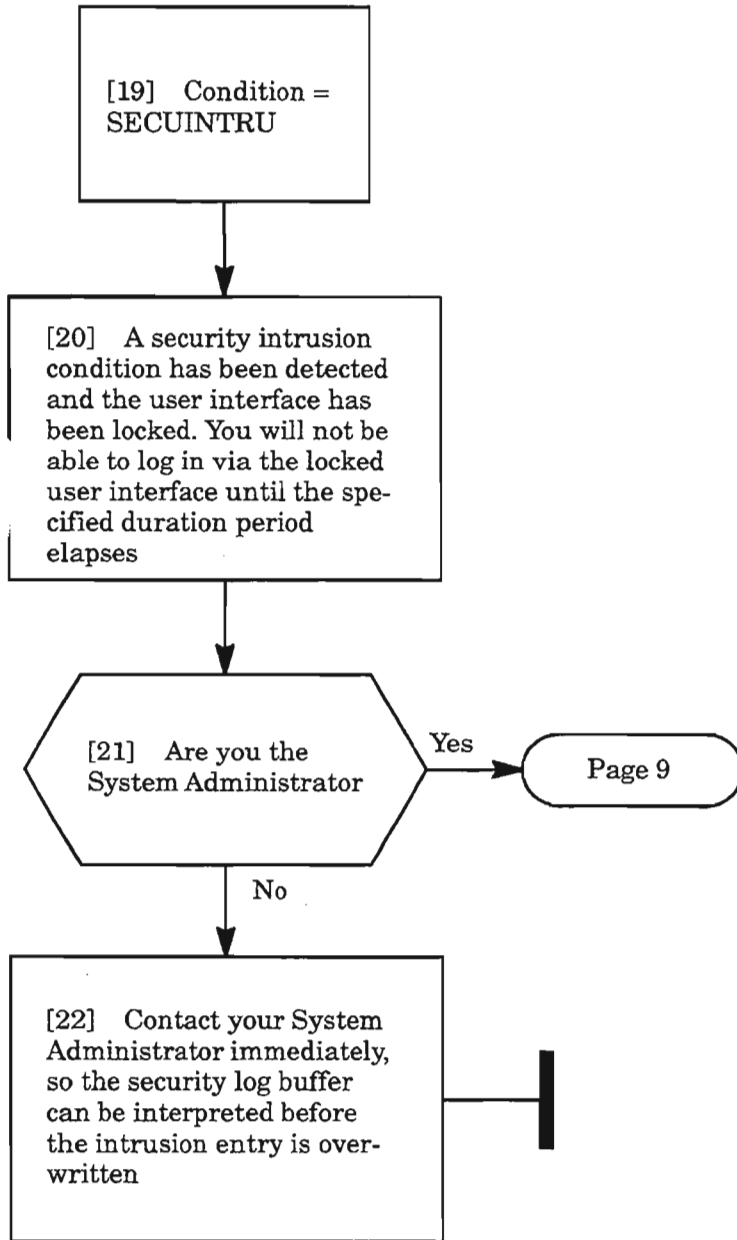 [19] Condition =
SECUINTRU
[20] A security intrusion
condition has been detected
and the user interface has
been locked. You will not be
able to log in via the locked
user interface until the spe-
cified duration period
elapses
[21] Are you the
System Administrator
Yes
Page 9
No
[22] Contact your System
Administrator immediately,
so the security log buffer
can be interpreted before
the intrusion entry is over-
written